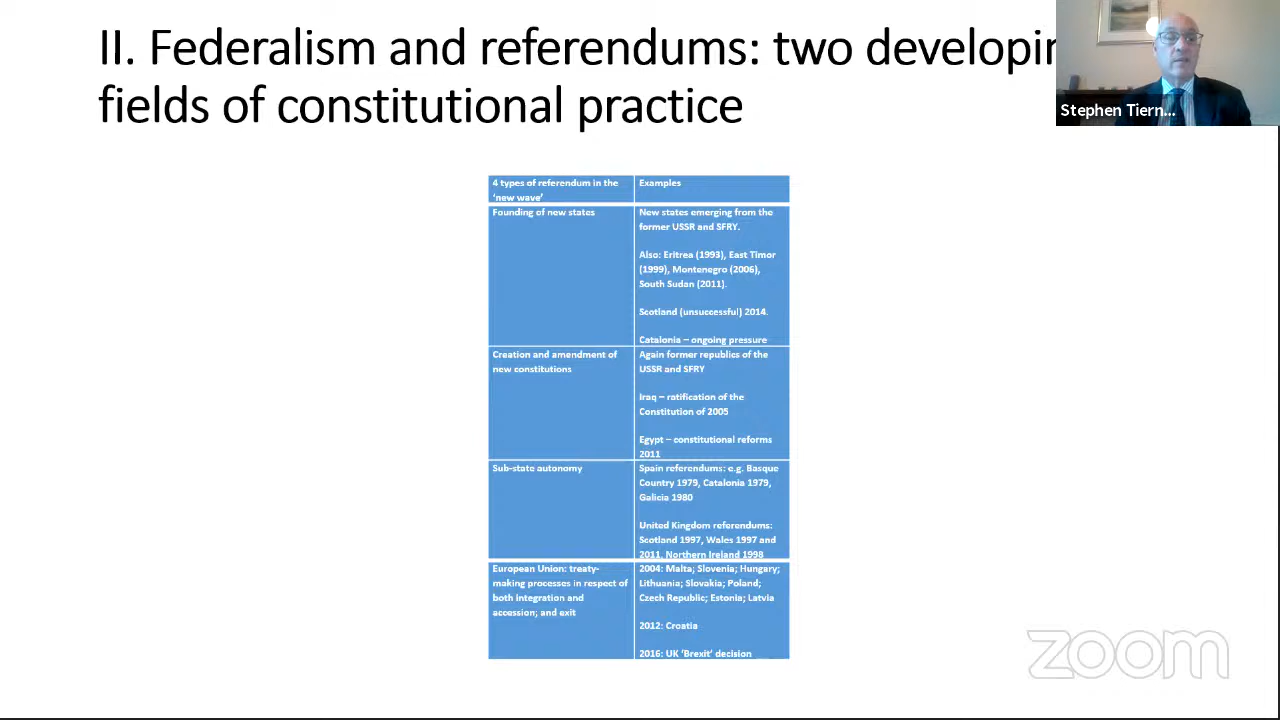 II. Federalism and referendums: two developin
fields of constitutional practice
Stephen Tiern...
4 types of referendum in the
‘new wave’
Examples
Founding of new states
New states emerging from the
former USSR and SFRY.
Also: Eritrea (1993), East Timor
(1999), Montenegro (2006),
South Sudan (2011).
Scotland (unsuccessful) 2014.
Catalonia – ongoing pressure
Creation and amendment of
new constitutions
Again former republics of the
USSR and SFRY
Iraq – ratification of the
Constitution of 2005
Egypt – constitutional reforms
2011
Sub-state autonomy
Spain referendums: e.g. Basque
Country 1979, Catalonia 1979,
Galicia 1980
United Kingdom referendums:
Scotland 1997, Wales 1997 and
2011, Northern Ireland 1998
European Union: treaty-
making processes in respect of
both integration and
accession; and exit
2004: Malta; Slovenia; Hungary;
Lithuania; Slovakia; Poland;
Czech Republic; Estonia; Latvia
2012: Croatia
2016: UK ‘Brexit’ decision
zoom